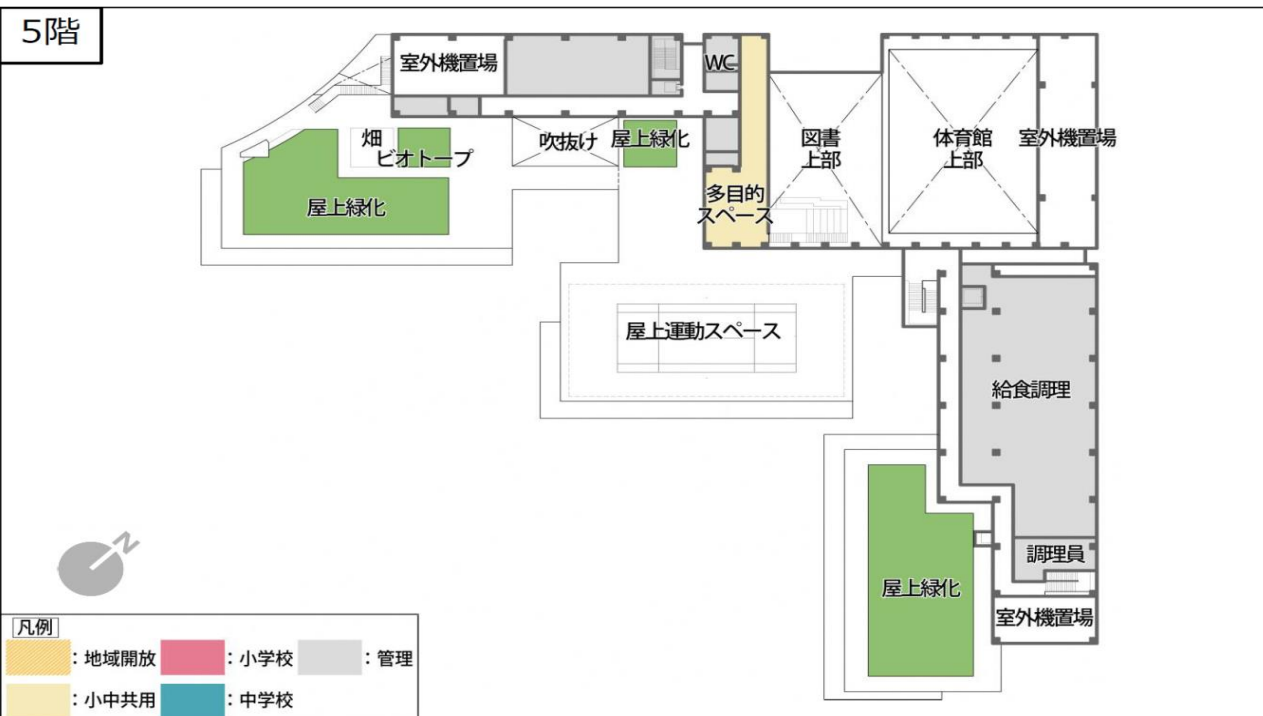 5階
室外機置場
WC
畑
ビオトープ
吹抜け
屋上緑化
図書
上部
体育館
上部
室外機置場
屋上緑化
多目的
スペース
屋上運動スペース
給食調理
調理員
屋上緑化
室外機置場
N
凡例
：地域開放
：小学校
：管理
：小中共用
：中学校